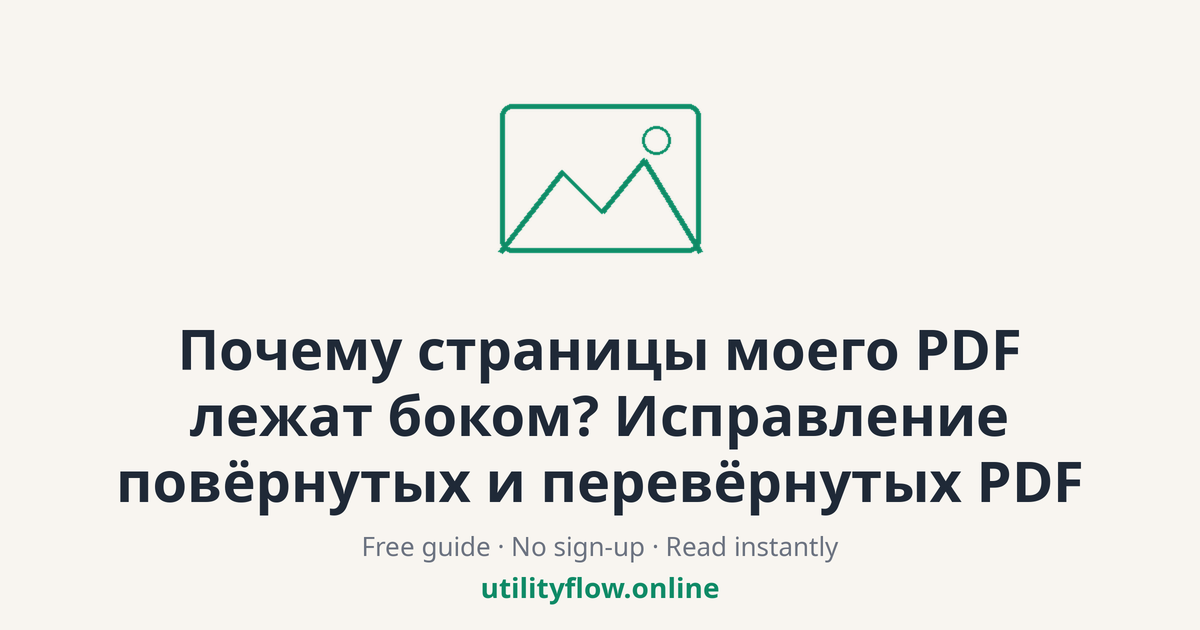 Почему страницы моего PDF
лежат боком? Исправление
повёрнутых и перевёрнутых PDF
Free guide · No sign-up · Read instantly
utilityflow.online